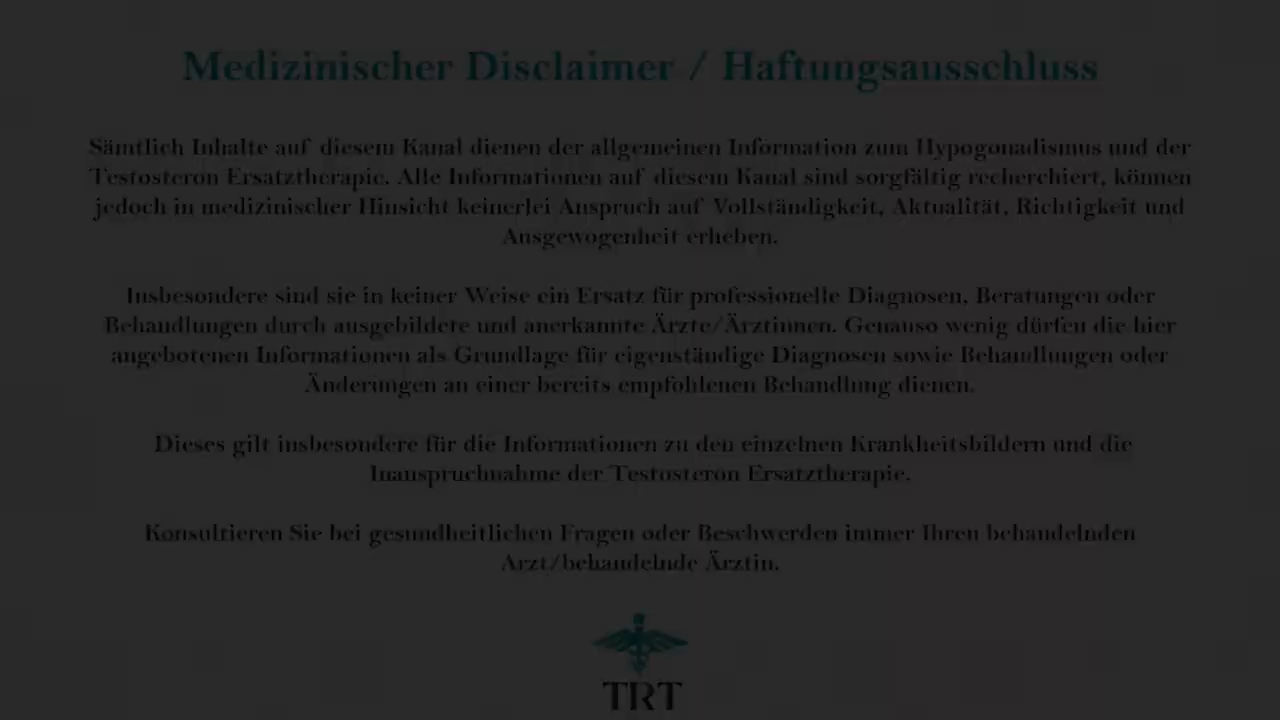 Medizinischer Disclaimer / Haftungsausschluss
Sämtlich Inhalte auf diesem Kanal dienen der allgemeinen Information zum Hypogonadismus und der
Testosteron Ersatztherapie. Alle Informationen auf diesem Kanal sind sorgfältig recherchiert, können
jedoch in medizinischer Hinsicht keinerlei Anspruch auf Vollständigkeit, Aktualität, Richtigkeit und
Ausgewogenheit erheben.
Insbesondere sind sie in keiner Weise ein Ersatz für professionelle Diagnosen, Beratungen oder
Behandlungen durch ausgebildete und anerkannte Ärzte/Ärztinnen. Genauso wenig dürfen die hier
angebotenen Informationen als Grundlage für eigenständige Diagnosen sowie Behandlungen oder
Änderungen an einer bereits empfohlenen Behandlung dienen.
Dieses gilt insbesondere für die Informationen zu den einzelnen Krankheitsbildern und die
Inanspruchnahme der Testosteron Ersatztherapie.
Konsultieren Sie bei gesundheitlichen Fragen oder Beschwerden immer Ihren behandelnden
Arzt/behandelnde Ärztin.
TRT